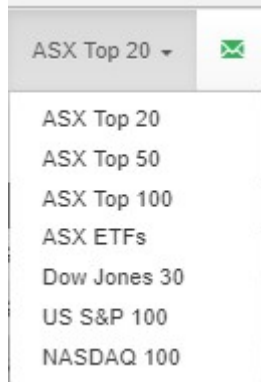 ASX Top 20
ASX Top 20
ASX Top 50
ASX Top 100
ASX ETFs
Dow Jones 30
US S&P 100
NASDAQ 100